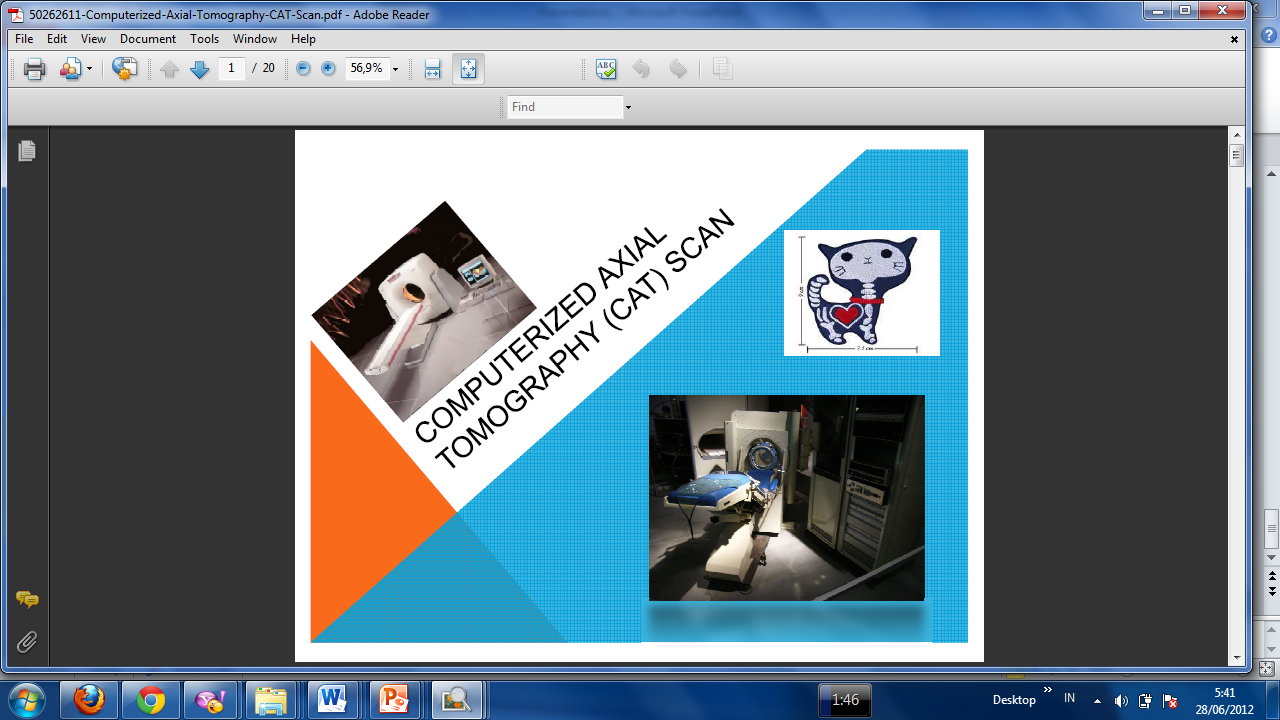 50262611-Computerized-Axial-Tomography-CAT-Scan.pdf - Adobe Reader
File Edit View Document Tools Window Help
1 / 20 56,9%
Find
COMPUTERIZED AXIAL
TOMOGRAPHY (CAT) SCAN
1:46
Desktop
IN
5:41
28/06/2012